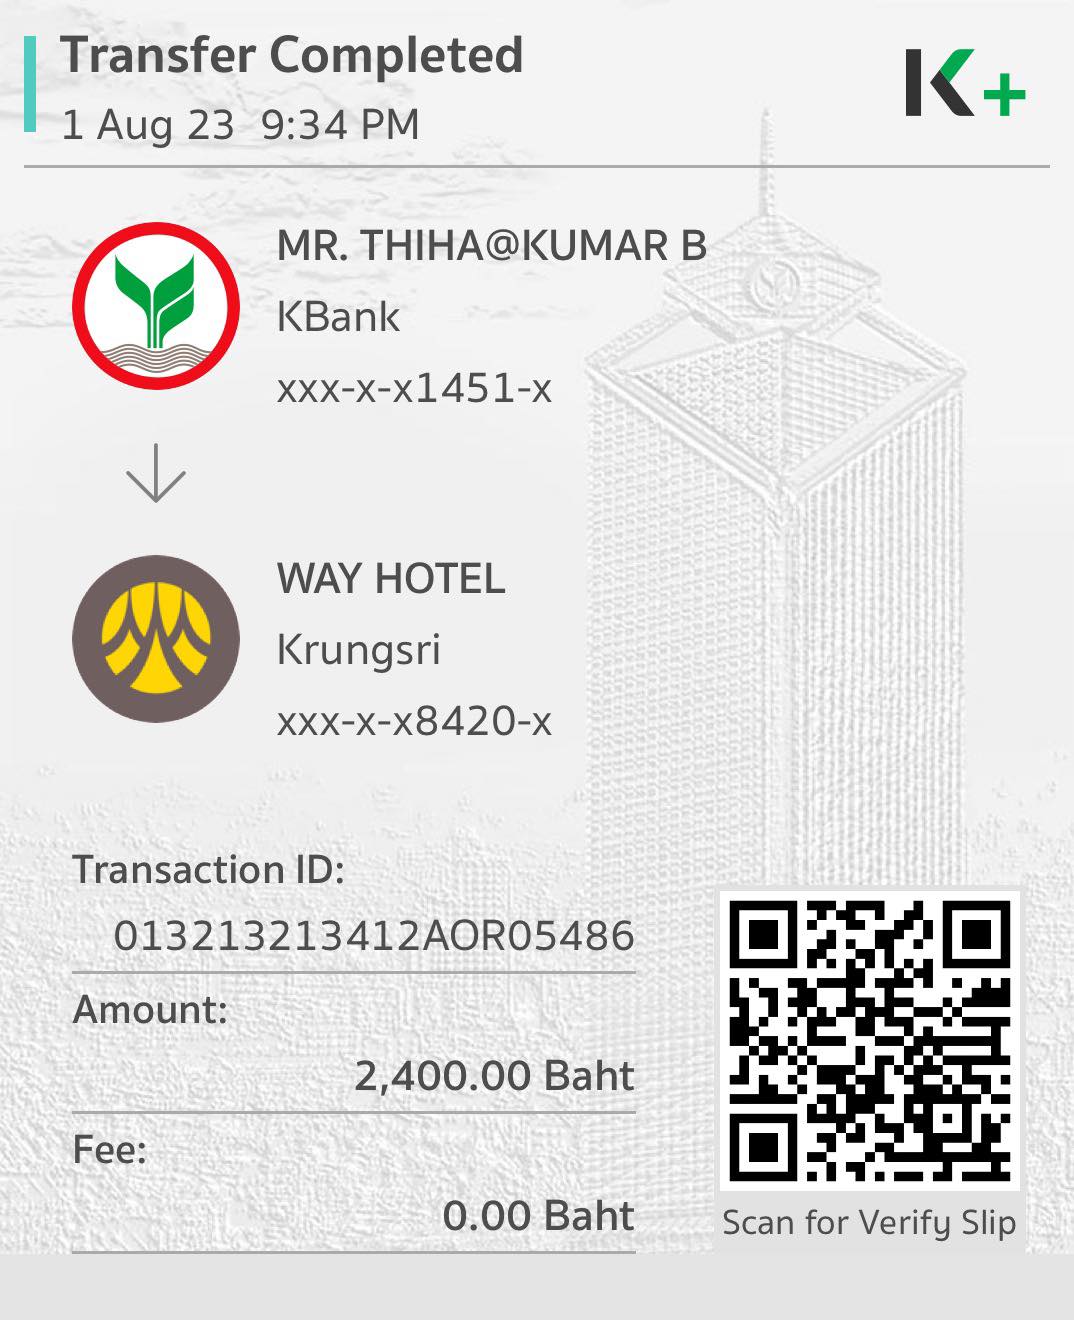 Transfer Completed
1 Aug 23 9:34 PM
K+
MR. THIHA@KUMAR B
KBank
xxx-x-x1451-x
WAY HOTEL
Krungsri
xxx-x-x8420-x
Transaction ID:
013213213412AOR05486
Amount:
2,400.00 Baht
Fee:
0.00 Baht
Scan for Verify Slip